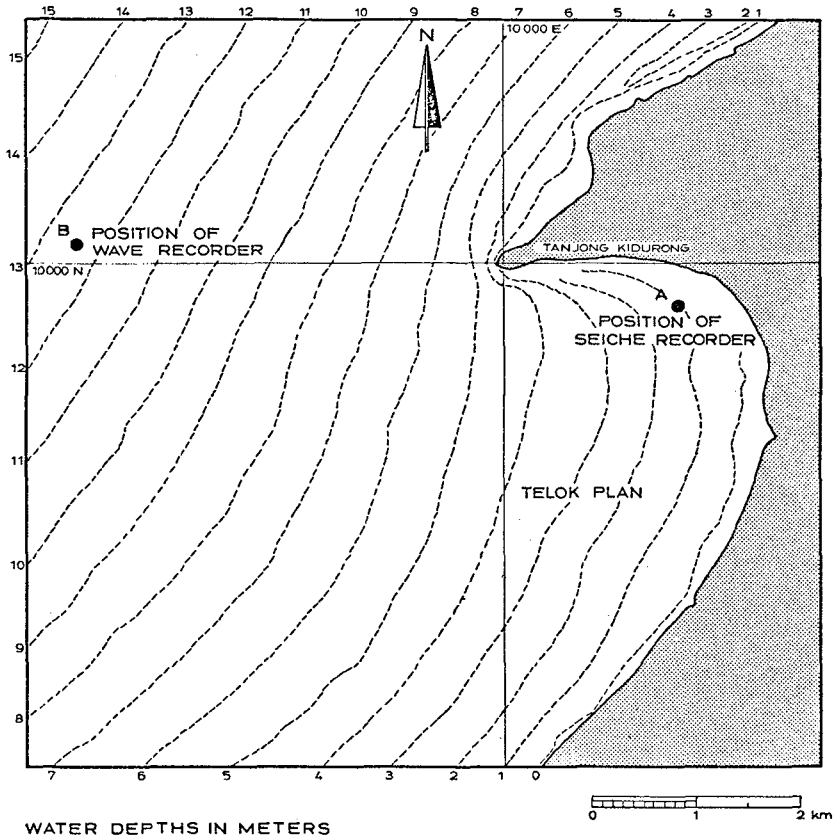 15 14 13 12 11 10 9 8 7 6 5 4 3 2 1
10 000 E
N
15
14
B
POSITION OF
WAVE RECORDER
TANJONG KIDURONG
13
10 000 N
A
POSITION OF
SEICHE RECORDER
12
11
TELOK PLAN
10
9
8
7 6 5 4 3 2 1 0
0 1 2 km
WATER DEPTHS IN METERS